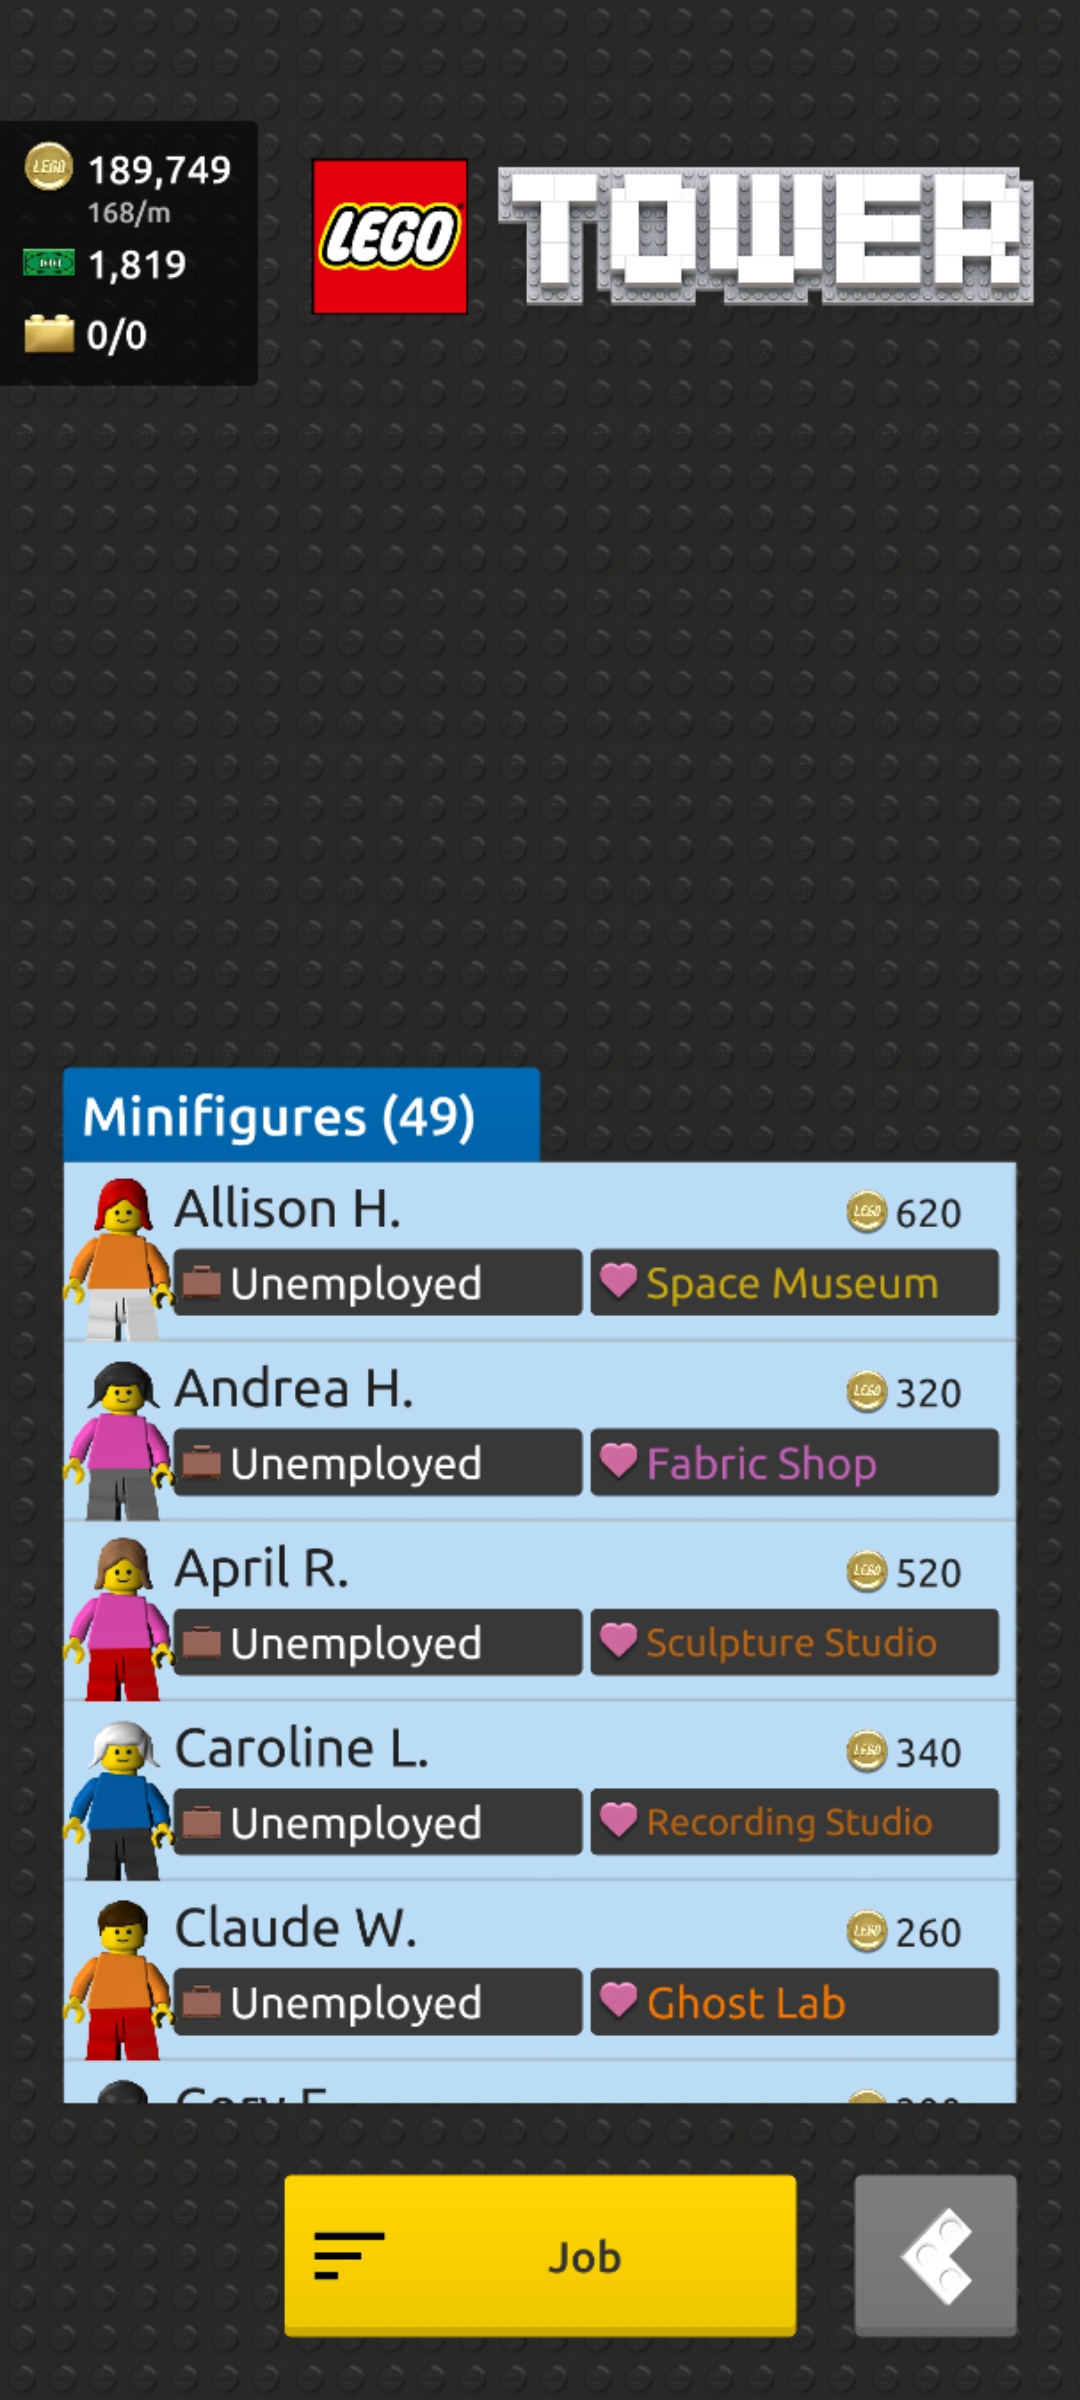 189,749
168/m
1,819
0/0
LEGO TOWER
Minifigures (49)
Allison H. 620
Unemployed Space Museum
Andrea H. 320
Unemployed Fabric Shop
April R. 520
Unemployed Sculpture Studio
Caroline L. 340
Unemployed Recording Studio
Claude W. 260
Unemployed Ghost Lab
Job